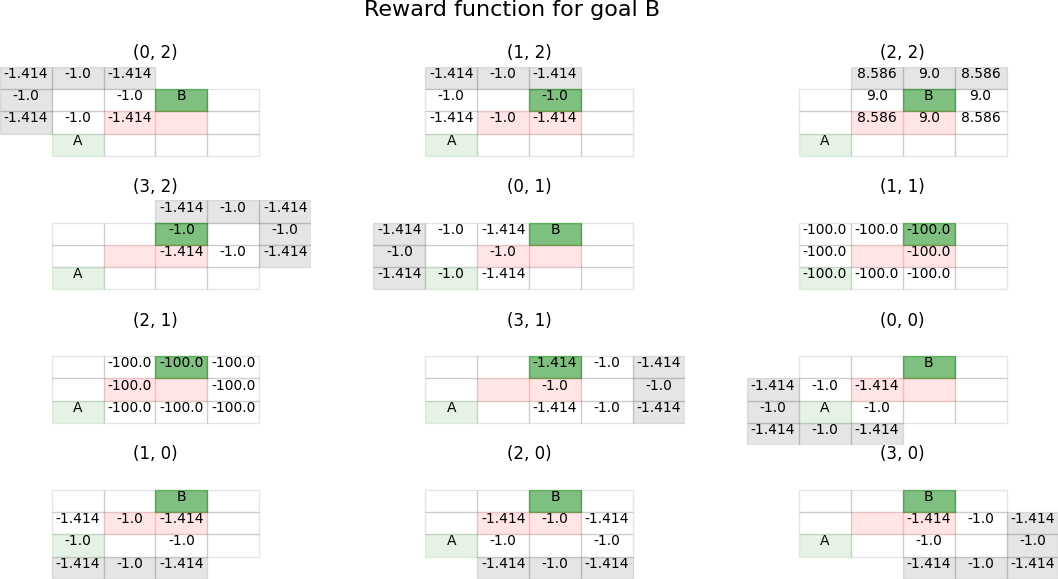 Reward function for goal B
(0, 2) (1, 2) (2, 2)
-1.414 -1.0 -1.414 -1.414 -1.0 -1.414 8.586 9.0 8.586
-1.0 -1.0 B -1.0 -1.0 9.0 B 9.0
-1.414 -1.0 -1.414 -1.414 -1.0 -1.414 8.586 9.0 8.586
A A A
(3, 2) (0, 1) (1, 1)
-1.414 -1.0 -1.414
-1.0 -1.0 -1.414 -1.0 -1.414 B -100.0 -100.0 -100.0
-1.414 -1.0 -1.414 -1.0 -1.0 -100.0 -100.0
A -1.414 -1.0 -1.414 -100.0 -100.0 -100.0
(2, 1) (3, 1) (0, 0)
-100.0 -100.0 -100.0 -1.414 -1.0 -1.414 B
-100.0 -100.0 -1.0 -1.0 -1.414 -1.0 -1.414
A -100.0 -100.0 -100.0 A -1.414 -1.0 -1.414 -1.0 A -1.0
-1.414 -1.0 -1.414
(1, 0) (2, 0) (3, 0)
B B B
-1.414 -1.0 -1.414 -1.414 -1.0 -1.414 -1.414 -1.0 -1.414
-1.0 -1.0 A -1.0 -1.0 A -1.0 -1.0
-1.414 -1.0 -1.414 -1.414 -1.0 -1.414 -1.414 -1.0 -1.414